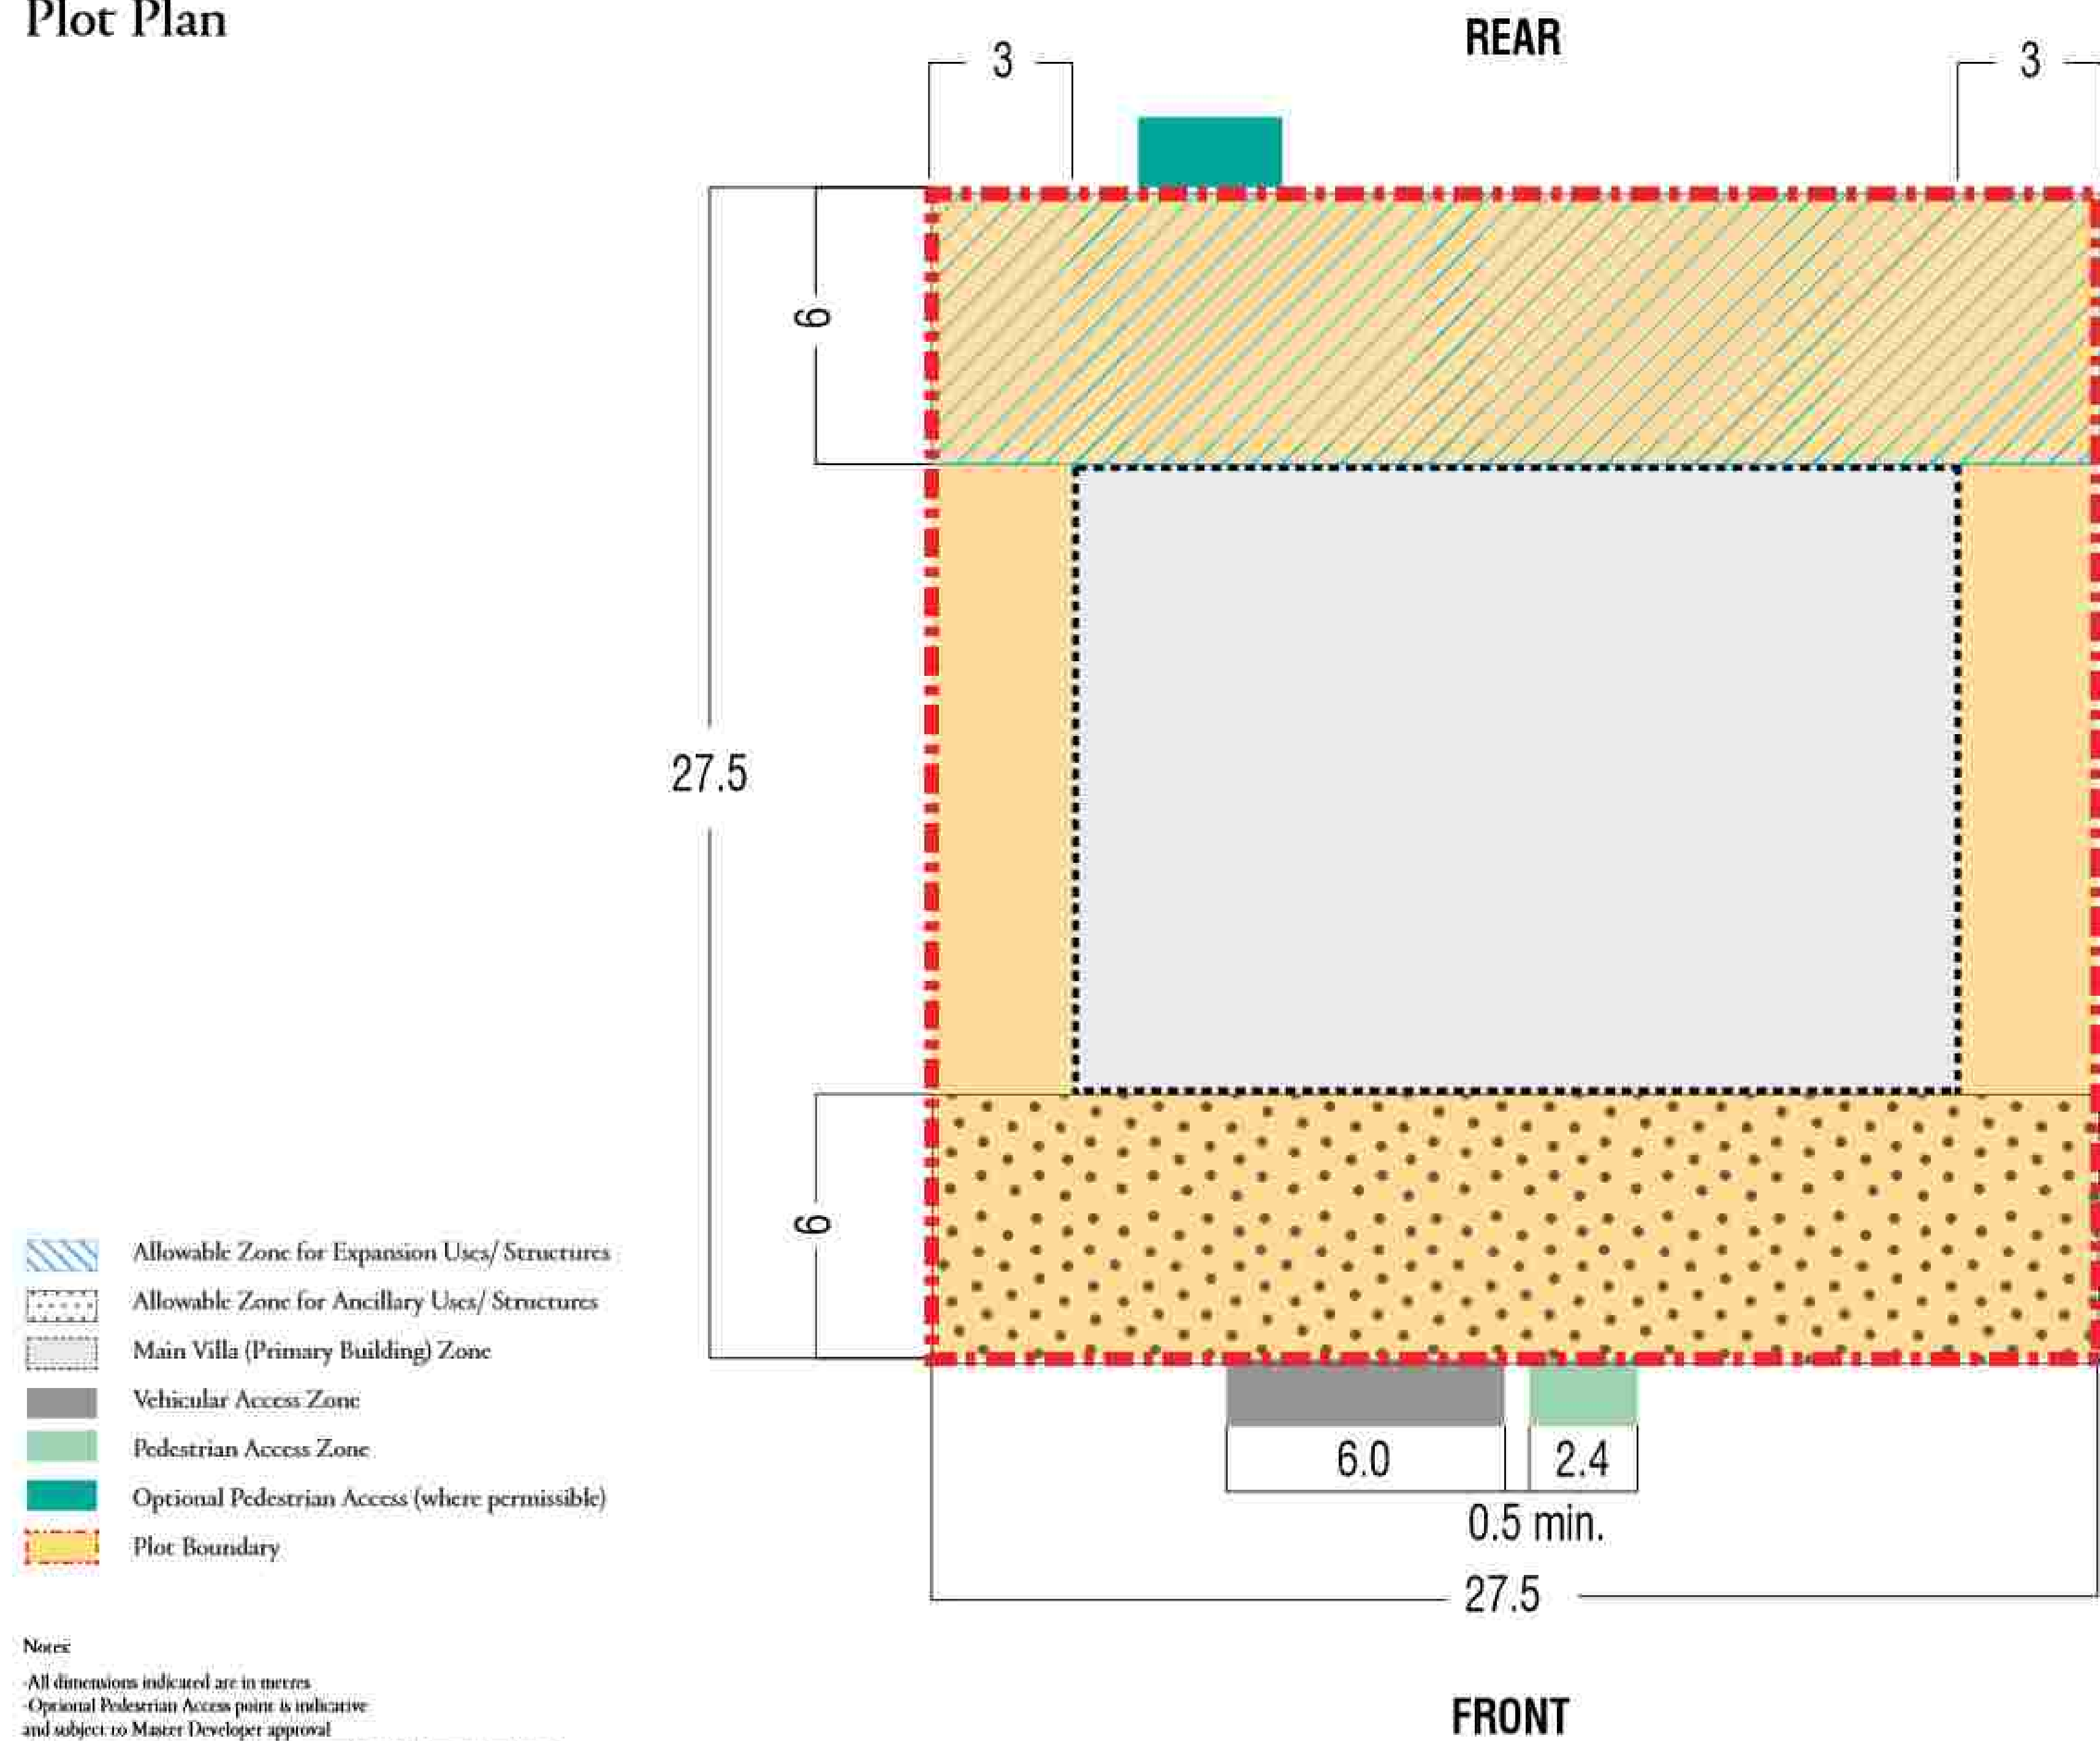 Plot Plan
REAR
3
3
6
27.5
6
Allowable Zone for Expansion Uses/ Structures
Allowable Zone for Ancillary Uses/ Structures
Main Villa (Primary Building) Zone
Vehicular Access Zone
Pedestrian Access Zone
Optional Pedestrian Access (where permissible)
Plot Boundary
6.0
2.4
0.5 min.
27.5
Notes:
-All dimensions indicated are in metres
-Optional Pedestrian Access point is indicative
and subject to Master Developer approval
FRONT